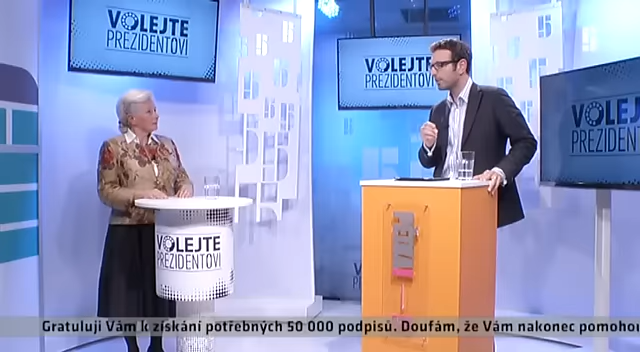 VOLEJTE
PREZIDENTOVI
VOLEJTE
PREZIDENTOVI
VOLEJTE
PREZIDENTOVI
VOLEJTE
PREZIDENTOVI
Gratuluji Vám k získání potřebných 50 000 podpisů. Doufám, že Vám nakonec pomoho